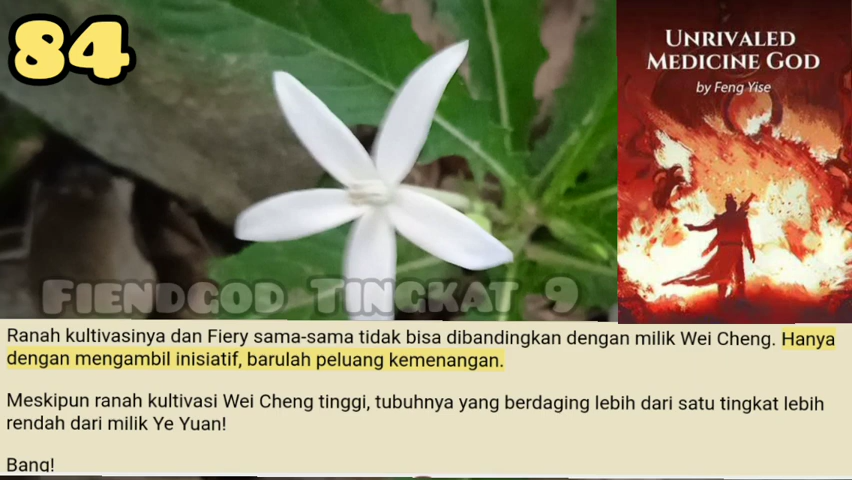 84
UNRIVALED
MEDICINE GOD
by Feng Yise
FIENDGOD TINGKAT 9
Ranah kultivasinya dan Fiery sama-sama tidak bisa dibandingkan dengan milik Wei Cheng. Hanya
dengan mengambil inisiatif, barulah peluang kemenangan.
Meskipun ranah kultivasi Wei Cheng tinggi, tubuhnya yang berdaging lebih dari satu tingkat lebih
rendah dari milik Ye Yuan!
Bang!